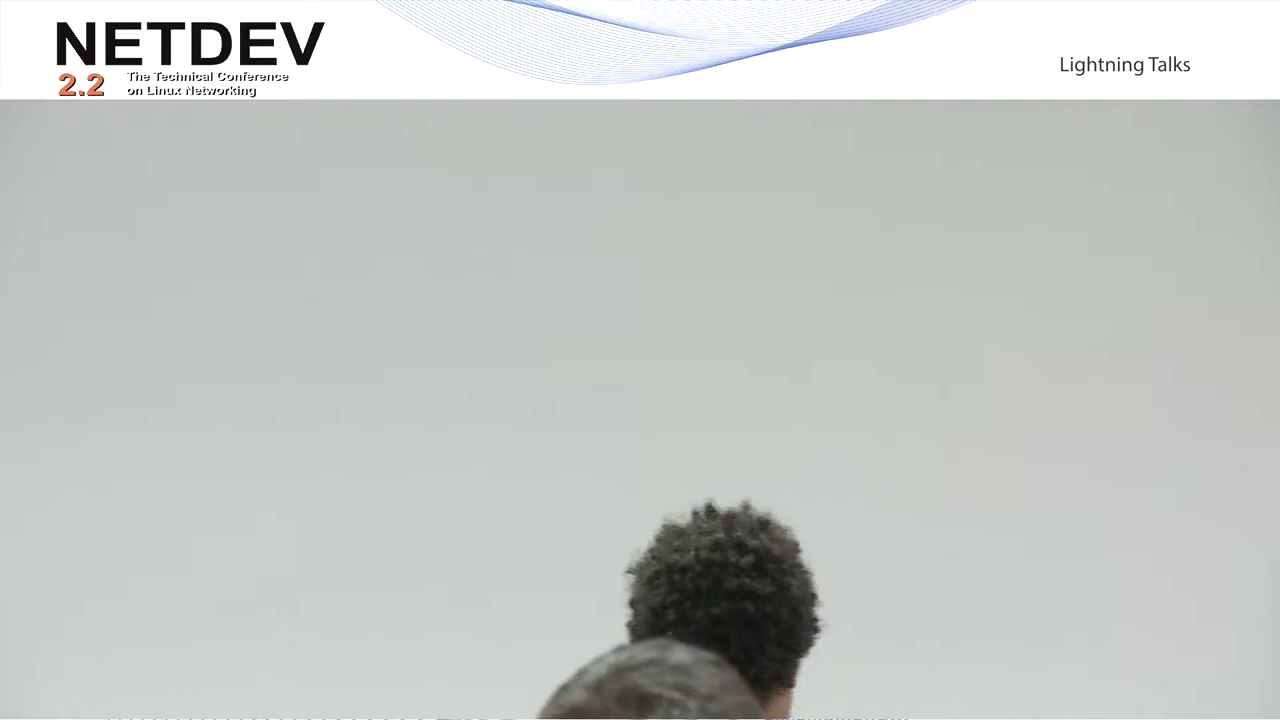 NETDEV
2.2 The Technical Conference
on Linux Networking
Lightning Talks